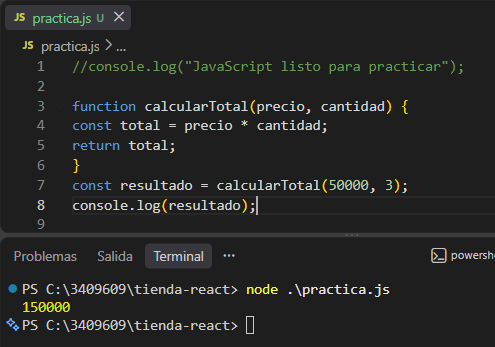 JS practica.js U ×
JS practica.js > ...
1 //console.log("JavaScript listo para practicar");
2
3 function calcularTotal(precio, cantidad) {
4 const total = precio * cantidad;
5 return total;
6 }
7 const resultado = calcularTotal(50000, 3);
8 console.log(resultado);
9
Problemas Salida Terminal ··· powershe
PS C:\3409609\tienda-react> node .\practica.js
150000
PS C:\3409609\tienda-react>